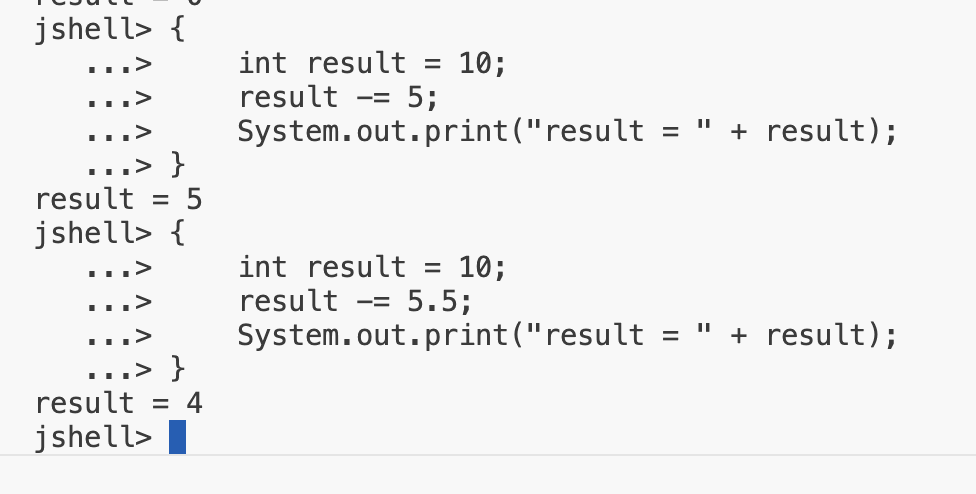 jshell> {
   ...>     int result = 10;
   ...>     result -= 5;
   ...>     System.out.print("result = " + result);
   ...> }
result = 5
jshell> {
   ...>     int result = 10;
   ...>     result -= 5.5;
   ...>     System.out.print("result = " + result);
   ...> }
result = 4
jshell>